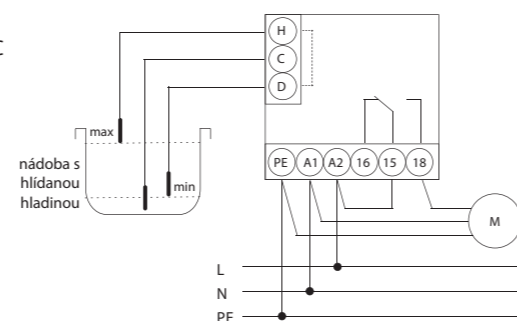 C
H
C
D
max
min
nádoba s
hlídanou
hladinou
PE A1 A2 16 15 18
M
L
N
PE